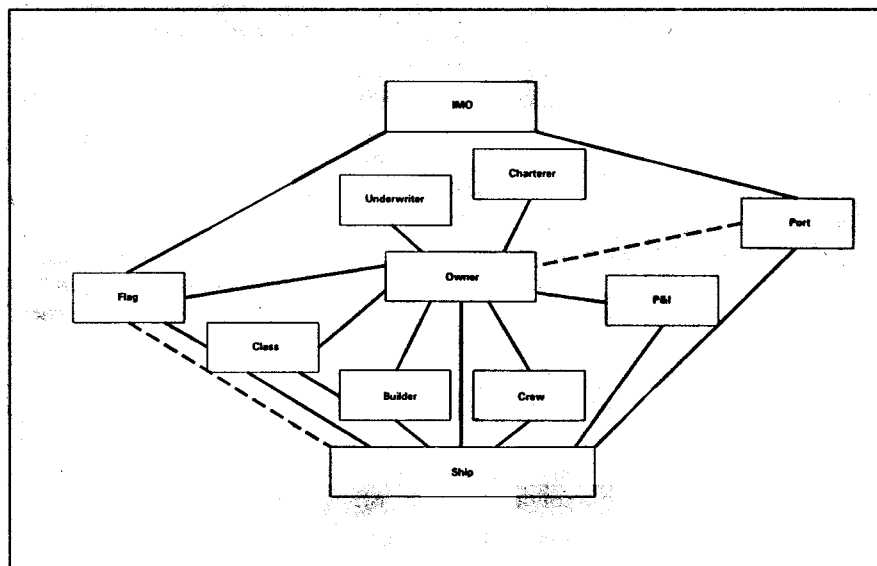 IMO
Charterer
Underwriter
Port
Owner
Flag
P&I
Class
Builder
Crew
Ship